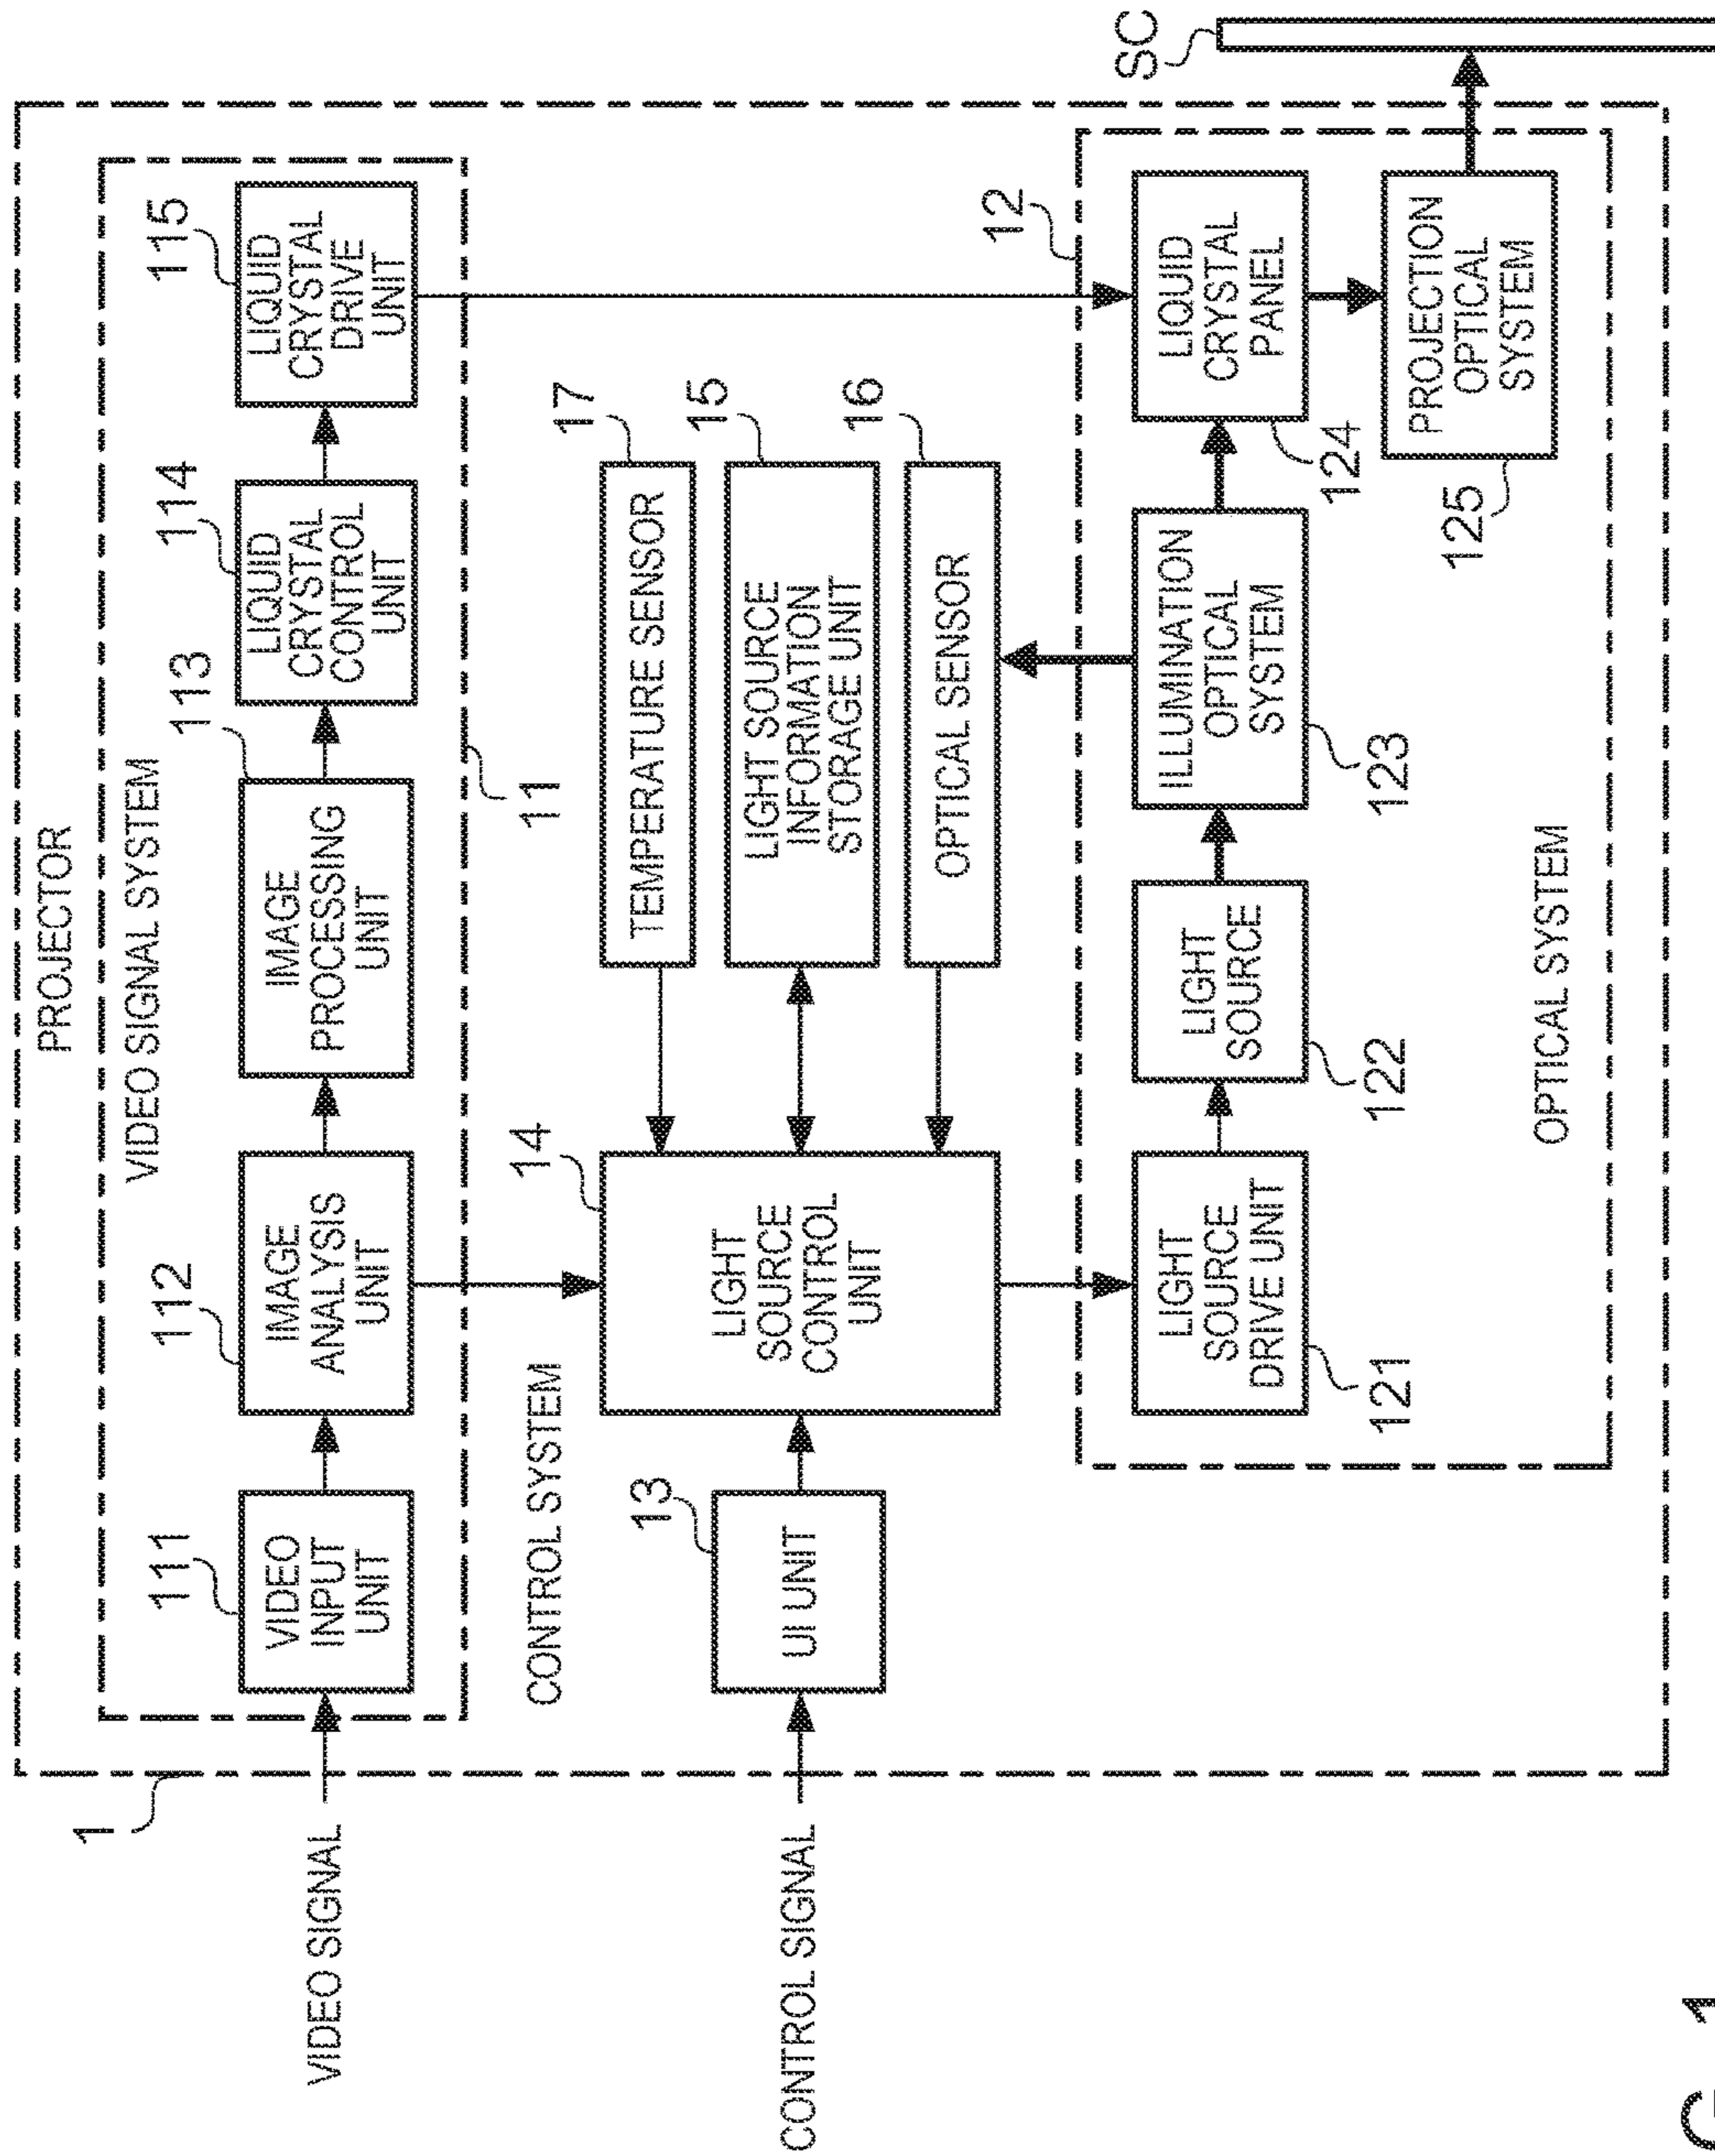 PROJECTOR
1
VIDEO SIGNAL SYSTEM
111
112
113
114
115
VIDEO SIGNAL
VIDEO
INPUT
UNIT
IMAGE
ANALYSIS
UNIT
IMAGE
PROCESSING
UNIT
LIQUID
CRYSTAL
CONTROL
UNIT
LIQUID
CRYSTAL
DRIVE
UNIT
11
CONTROL SYSTEM
13
14
17
TEMPERATURE SENSOR
15
CONTROL SIGNAL
UI UNIT
LIGHT
SOURCE
CONTROL
UNIT
LIGHT SOURCE
INFORMATION
STORAGE UNIT
16
OPTICAL SENSOR
12
SC
LIGHT
SOURCE
DRIVE UNIT
LIGHT
SOURCE
ILLUMINATION
OPTICAL
SYSTEM
LIQUID
CRYSTAL
PANEL
121
122
123
124
PROJECTION
OPTICAL
SYSTEM
125
OPTICAL SYSTEM
G. 1